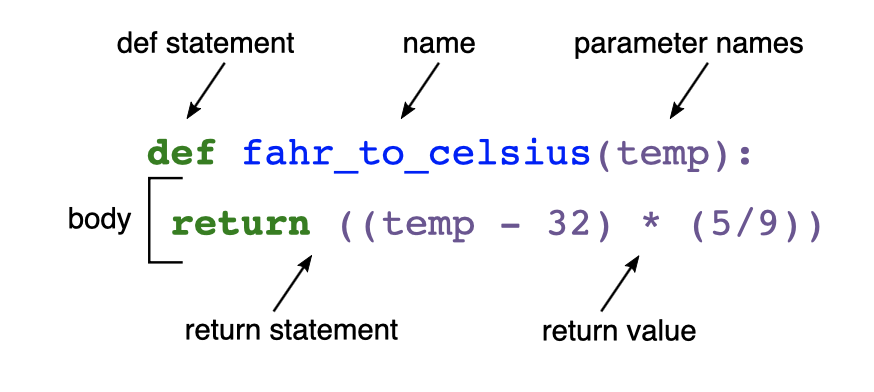 def statement name parameter names
def fahr_to_celsius(temp):
body return ((temp - 32) * (5/9))
return statement return value